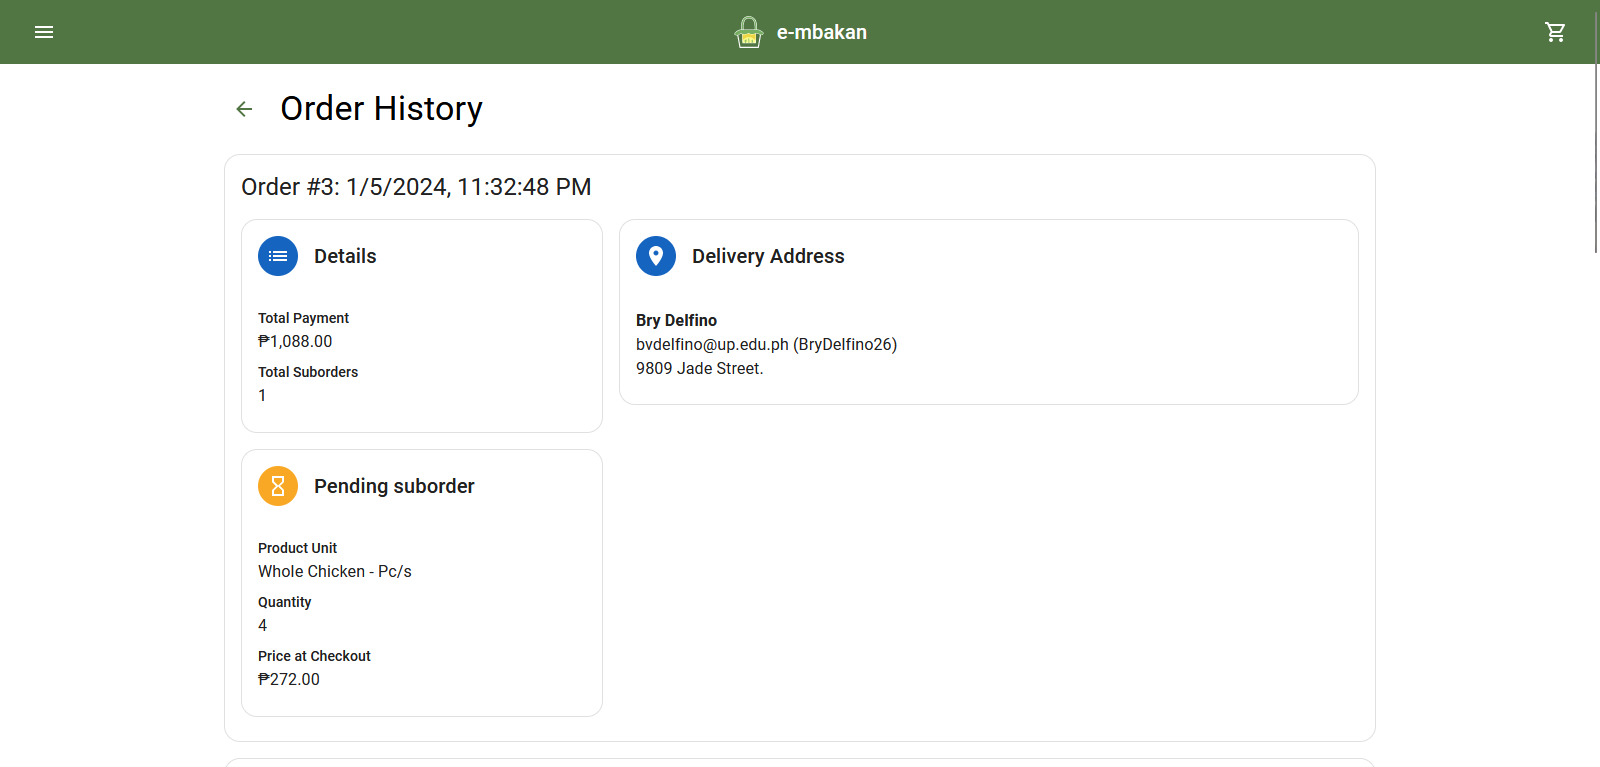 e-mbakan
Order History
Order #3: 1/5/2024, 11:32:48 PM
Details
Total Payment
₱1,088.00
Total Suborders
1
Delivery Address
Bry Delfino
bvdelfino@up.edu.ph (BryDelfino26)
9809 Jade Street.
Pending suborder
Product Unit
Whole Chicken - Pc/s
Quantity
4
Price at Checkout
₱272.00